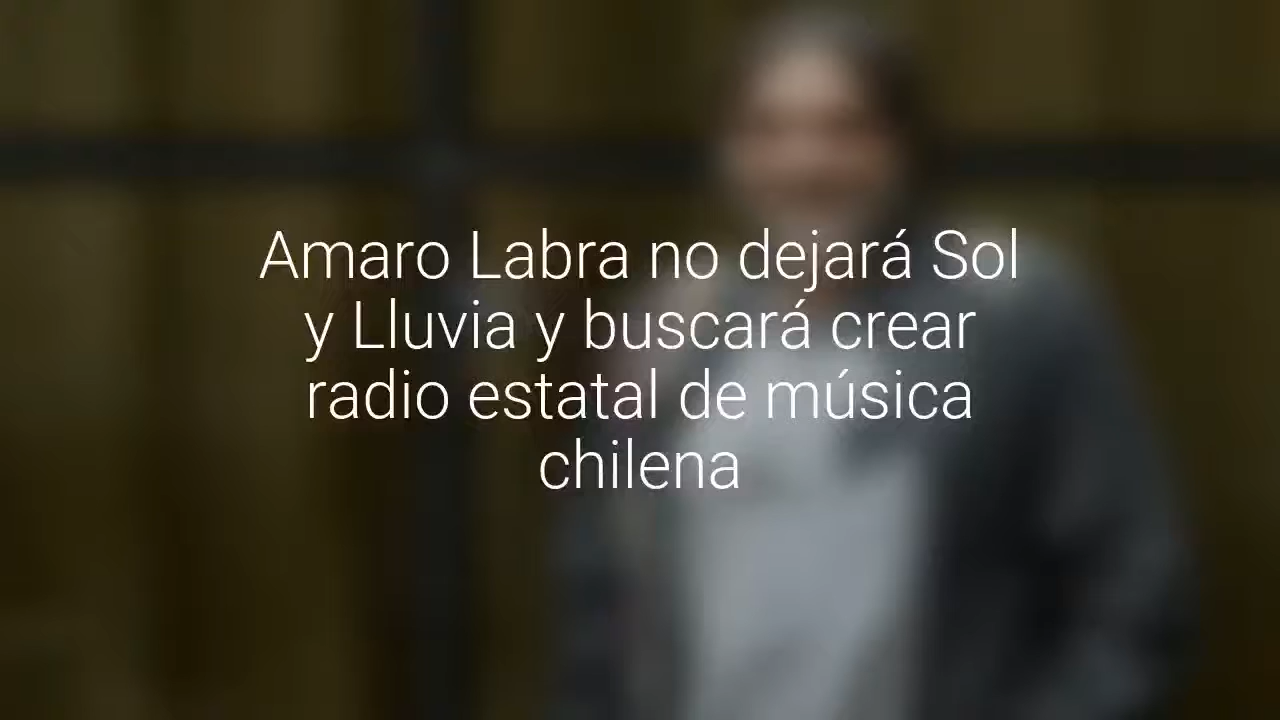 Amaro Labra no dejará Sol
y Lluvia y buscará crear
radio estatal de música
chilena